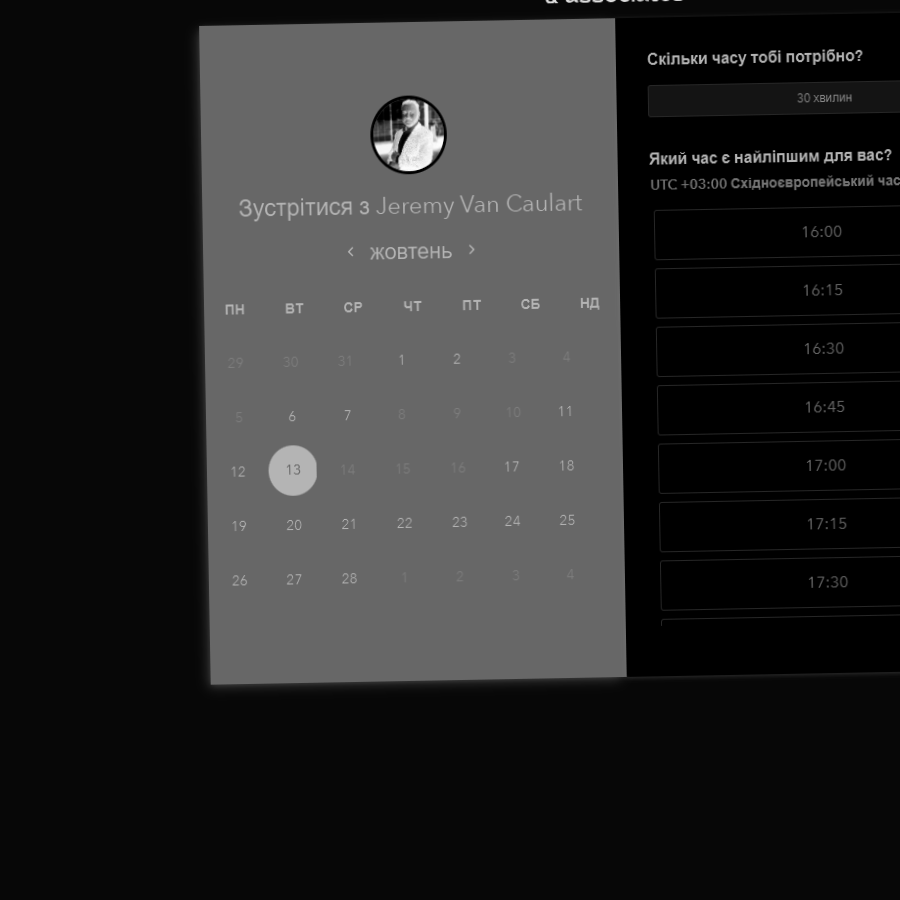 & associates
Зустрітися з Jeremy Van Caulart
жовтень
ПН ВТ СР ЧТ ПТ СБ НД
29 30 31 1 2 3 4
5 6 7 8 9 10 11
12 13 14 15 16 17 18
19 20 21 22 23 24 25
26 27 28 1 2 3 4
Скільки часу тобі потрібно?
30 хвилин
Який час є найліпшим для вас?
UTC +03:00 Східноєвропейський час
16:00
16:15
16:30
16:45
17:00
17:15
17:30